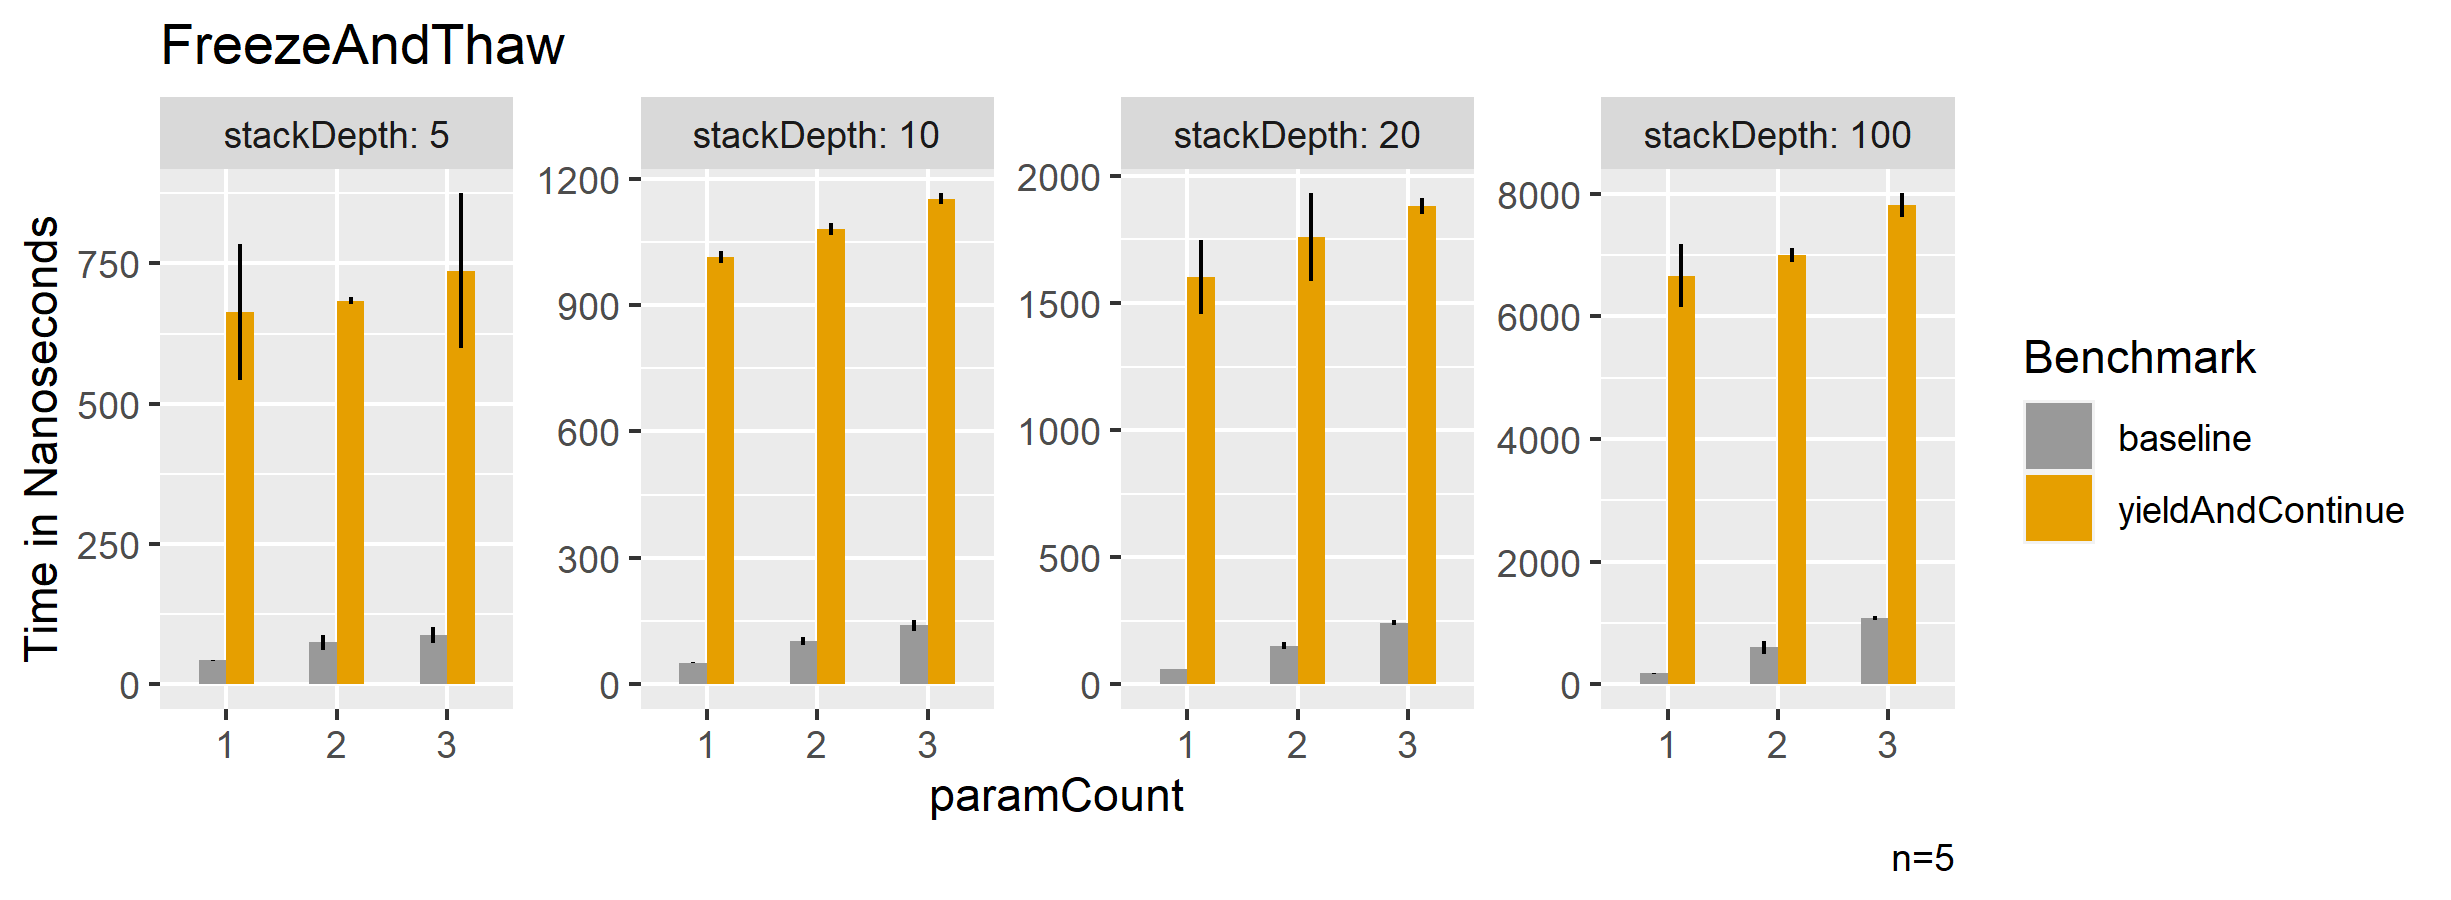 FreezeAndThaw
stackDepth: 5
stackDepth: 10
stackDepth: 20
stackDepth: 100
Time in Nanoseconds
750
500
250
0
1200
900
600
300
0
2000
1500
1000
500
0
8000
6000
4000
2000
0
1 2 3
1 2 3
1 2 3
1 2 3
paramCount
Benchmark
baseline
yieldAndContinue
n=5